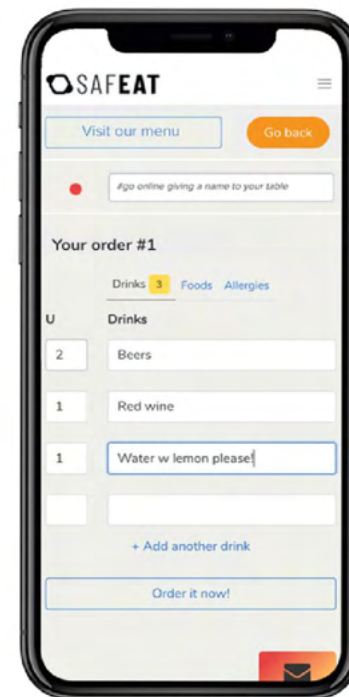 SAFEAT
Visit our menu
Go back
#go online giving a name to your table
Your order #1
Drinks 3 Foods Allergies
U Drinks
2 Beers
1 Red wine
1 Water w lemon please!
+ Add another drink
Order it now!